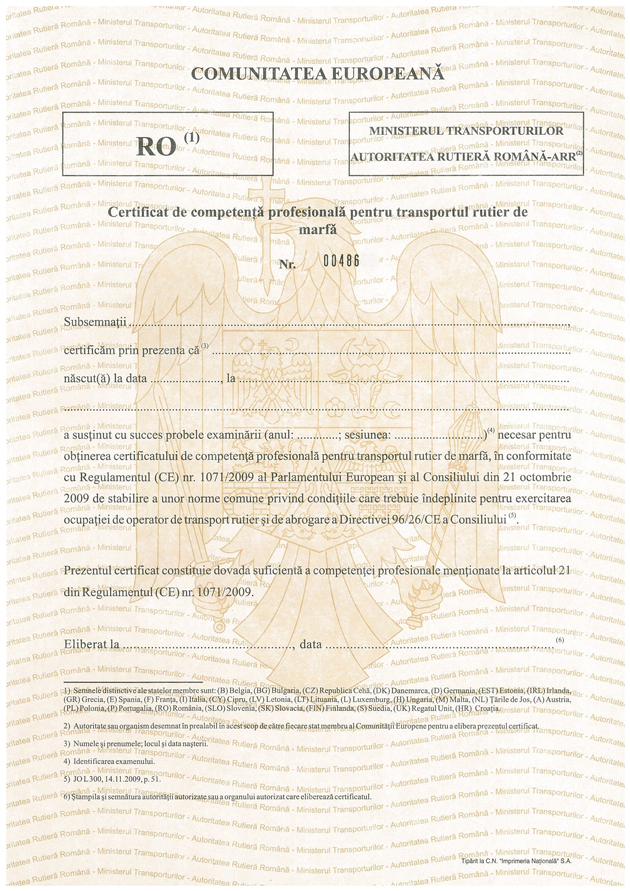 COMUNITATEA EUROPEANĂ
RO (1)
MINISTERUL TRANSPORTURILOR
AUTORITATEA RUTIERĂ ROMÂNĂ-ARR(2)
Certificat de competență profesională pentru transportul rutier de
marfă
Nr. 00486
Subsemnații
certificăm prin prezenta că (3)
născut(ă) la data ...................., la
a susținut cu succes probele examinării (anul: ...........; sesiunea: ........................)(4) necesar pentru
obținerea certificatului de competență profesională pentru transportul rutier de marfă, în conformitate
cu Regulamentul (CE) nr. 1071/2009 al Parlamentului European și al Consiliului din 21 octombrie
2009 de stabilire a unor norme comune privind condițiile care trebuie îndeplinite pentru exercitarea
ocupației de operator de transport rutier și de abrogare a Directivei 96/26/CE a Consiliului (5).
Prezentul certificat constituie dovada suficientă a competenței profesionale menționate la articolul 21
din Regulamentul (CE) nr. 1071/2009.
Eliberat la ..............................................., data ................................................................ (6)
1) Semnele distinctive ale statelor membre sunt: (B) Belgia, (BG) Bulgaria, (CZ) Republica Cehă, (DK) Danemarca, (D) Germania, (EST) Estonia, (IRL) Irlanda,
(GR) Grecia, (E) Spania, (F) Franța, (I) Italia, (CY) Cipru, (LV) Letonia, (LT) Lituania, (L) Luxemburg, (H) Ungaria, (M) Malta, (NL) Țările de Jos, (A) Austria,
(PL) Polonia, (P) Portugalia, (RO) România, (SLO) Slovenia, (SK) Slovacia, (FIN) Finlanda, (S) Suedia, (UK) Regatul Unit, (HR) Croația.
2) Autoritate sau organism desemnat în prealabil în acest scop de către fiecare stat membru al Comunității Europene pentru a elibera prezentul certificat.
3) Numele și prenumele; locul și data nașterii.
4) Identificarea examenului.
5) JO L 300, 14.11.2009, p. 51.
6) Ștampila și semnătura autorității autorizate sau a organului autorizat care eliberează certificatul.
Tipărit la C.N. "Imprimeria Națională" S.A.